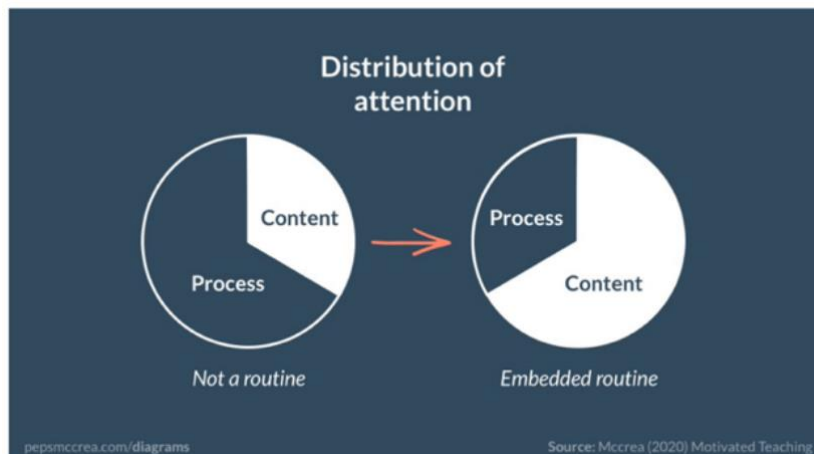 Distribution of
attention
Content
Process
Process
Content
Not a routine
Embedded routine
pepsmccrea.com/diagrams
Source: Mccrea (2020) Motivated Teaching